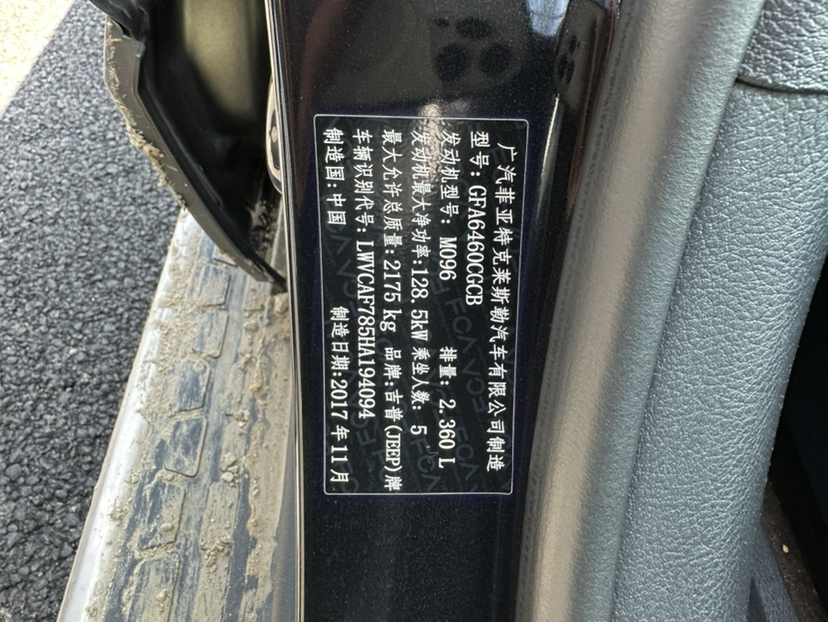 广汽菲亚特克莱斯勒汽车有限公司制造
型号:GFA6460CGCB
发动机型号: M096 排量: 2.360 L
发动机最大净功率:128.5kW 乘坐人数: 5
最大允许总质量:2175 kg 品牌:吉普(JEEP)牌
车辆识别代号:LWVCAF785HA194094
制造国:中国 制造日期:2017年11月